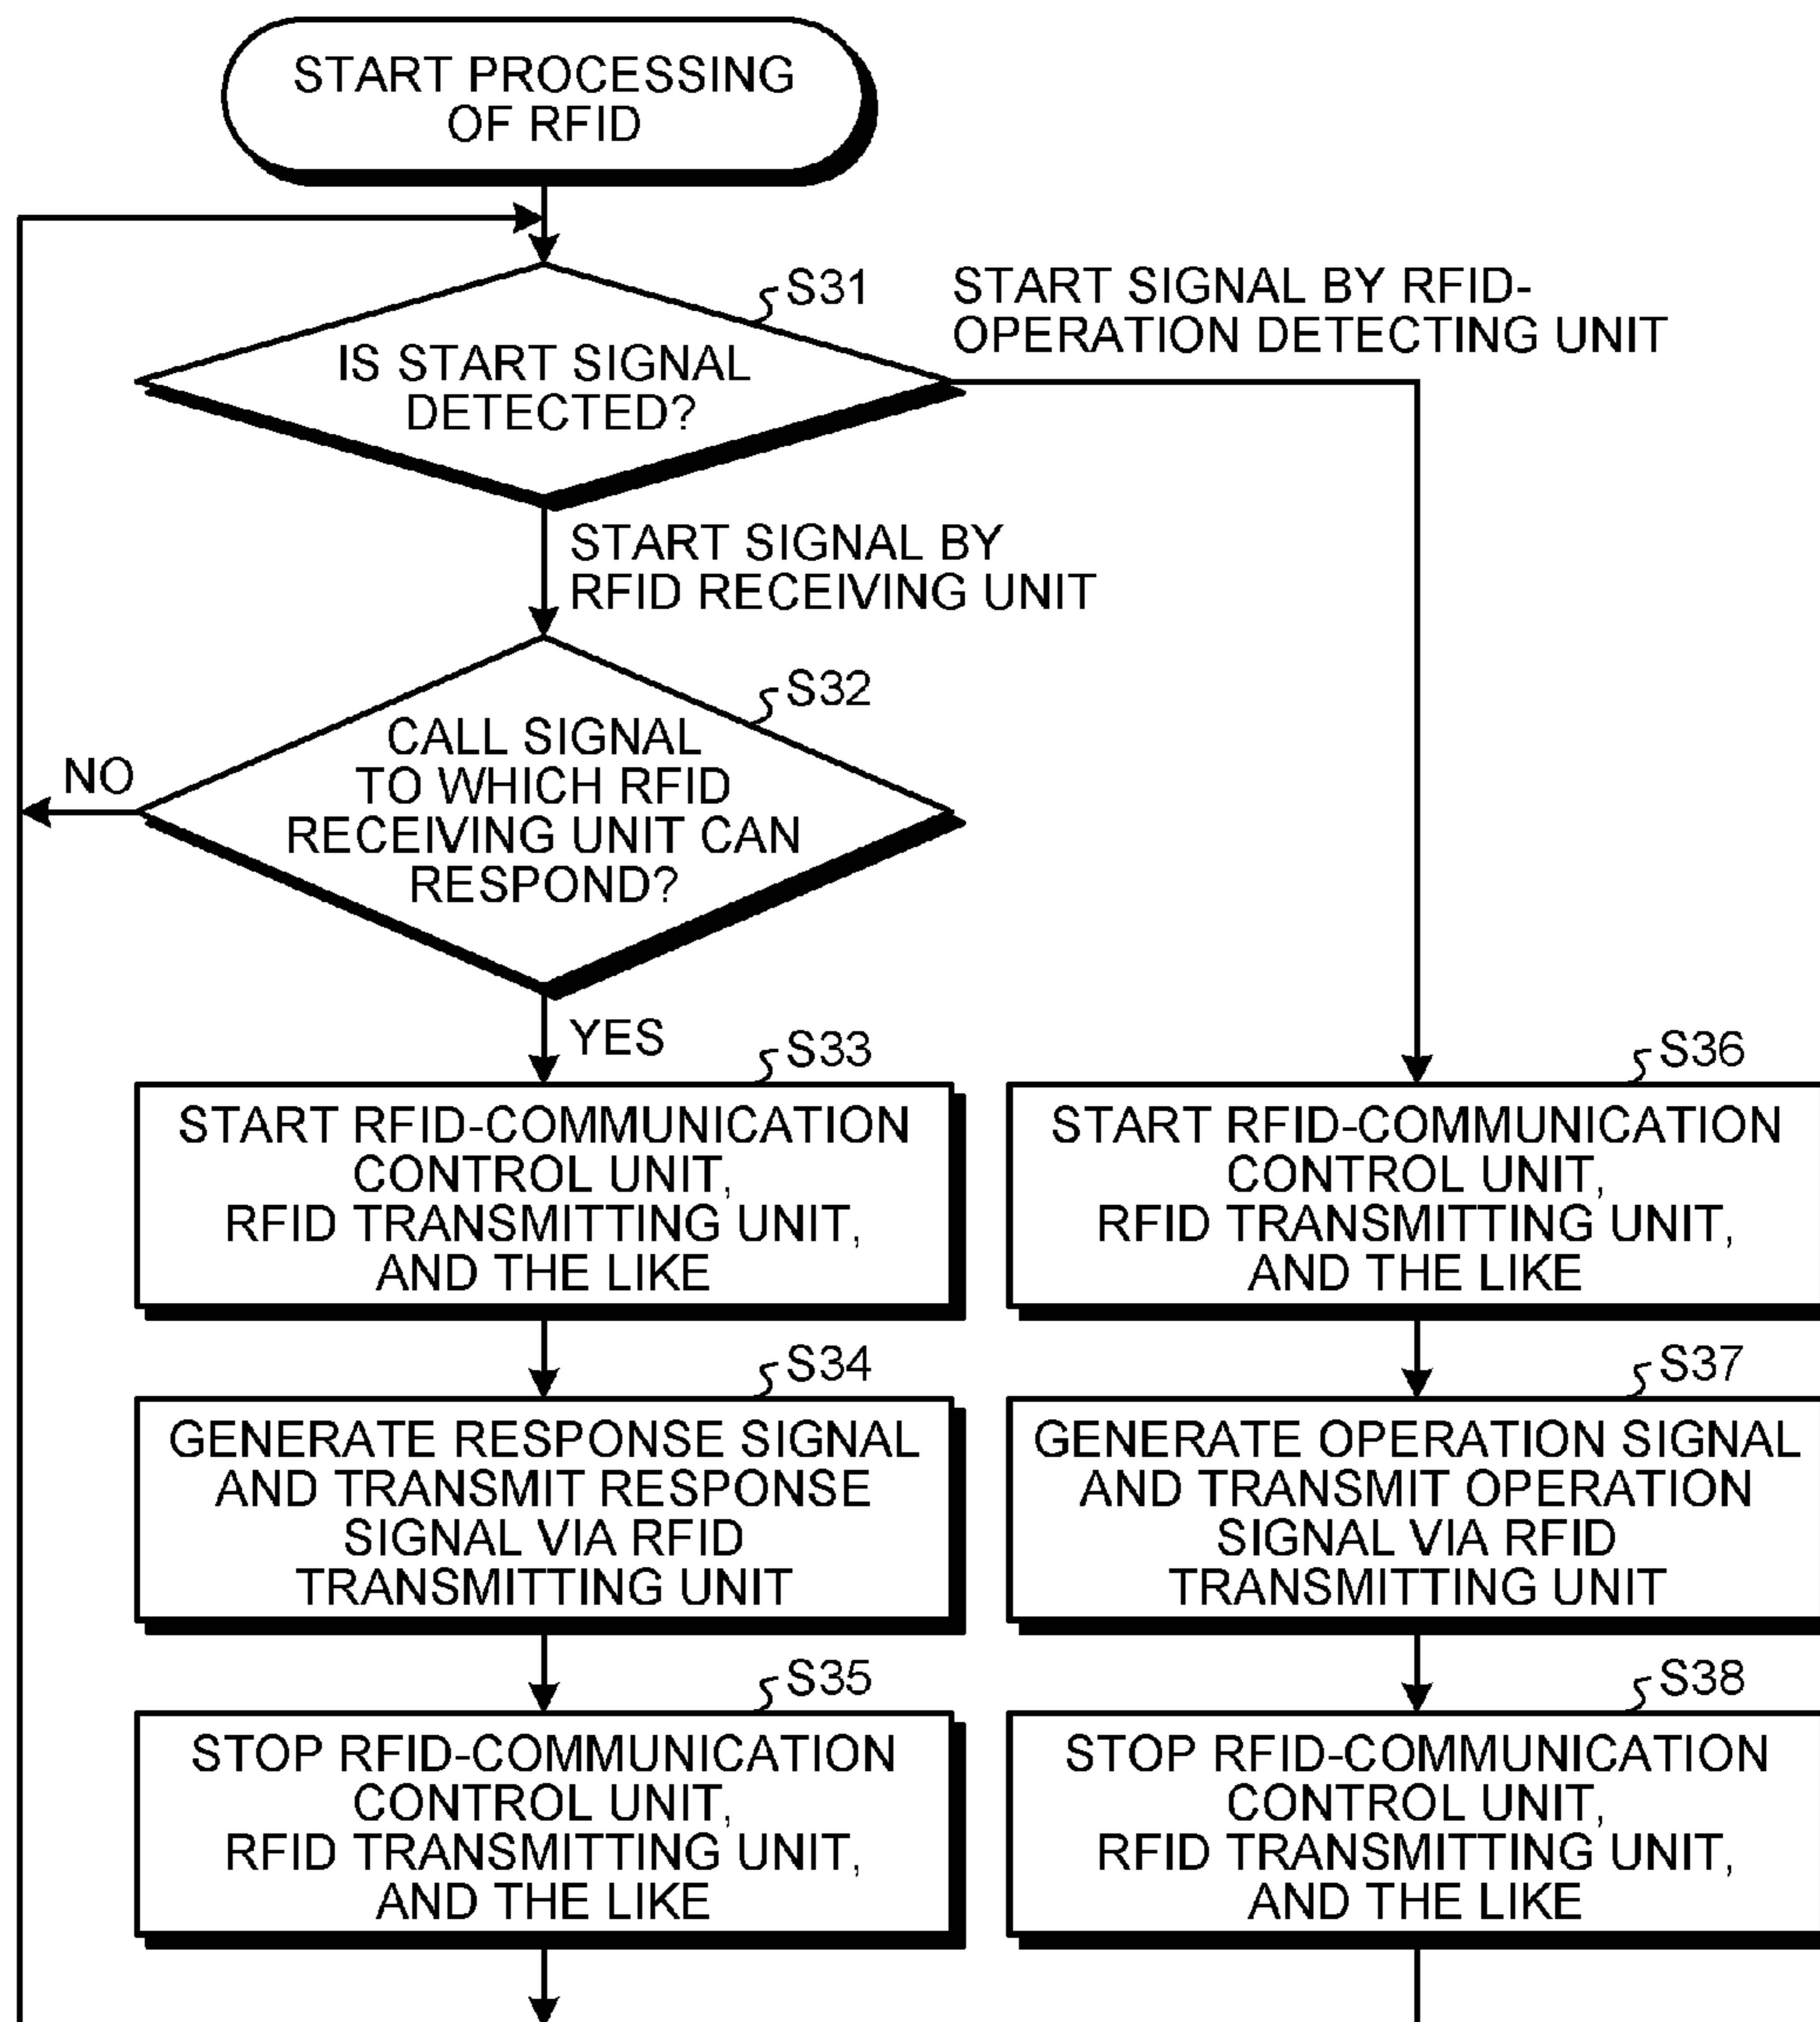 START PROCESSING
OF RFID
S31
START SIGNAL BY RFID-
OPERATION DETECTING UNIT
IS START SIGNAL
DETECTED?
START SIGNAL BY
RFID RECEIVING UNIT
S32
CALL SIGNAL
TO WHICH RFID
RECEIVING UNIT CAN
RESPOND?
NO
YES
S33
START RFID-COMMUNICATION
CONTROL UNIT,
RFID TRANSMITTING UNIT,
AND THE LIKE
S36
START RFID-COMMUNICATION
CONTROL UNIT,
RFID TRANSMITTING UNIT,
AND THE LIKE
S34
GENERATE RESPONSE SIGNAL
AND TRANSMIT RESPONSE
SIGNAL VIA RFID
TRANSMITTING UNIT
S37
GENERATE OPERATION SIGNAL
AND TRANSMIT OPERATION
SIGNAL VIA RFID
TRANSMITTING UNIT
S35
STOP RFID-COMMUNICATION
CONTROL UNIT,
RFID TRANSMITTING UNIT,
AND THE LIKE
S38
STOP RFID-COMMUNICATION
CONTROL UNIT,
RFID TRANSMITTING UNIT,
AND THE LIKE